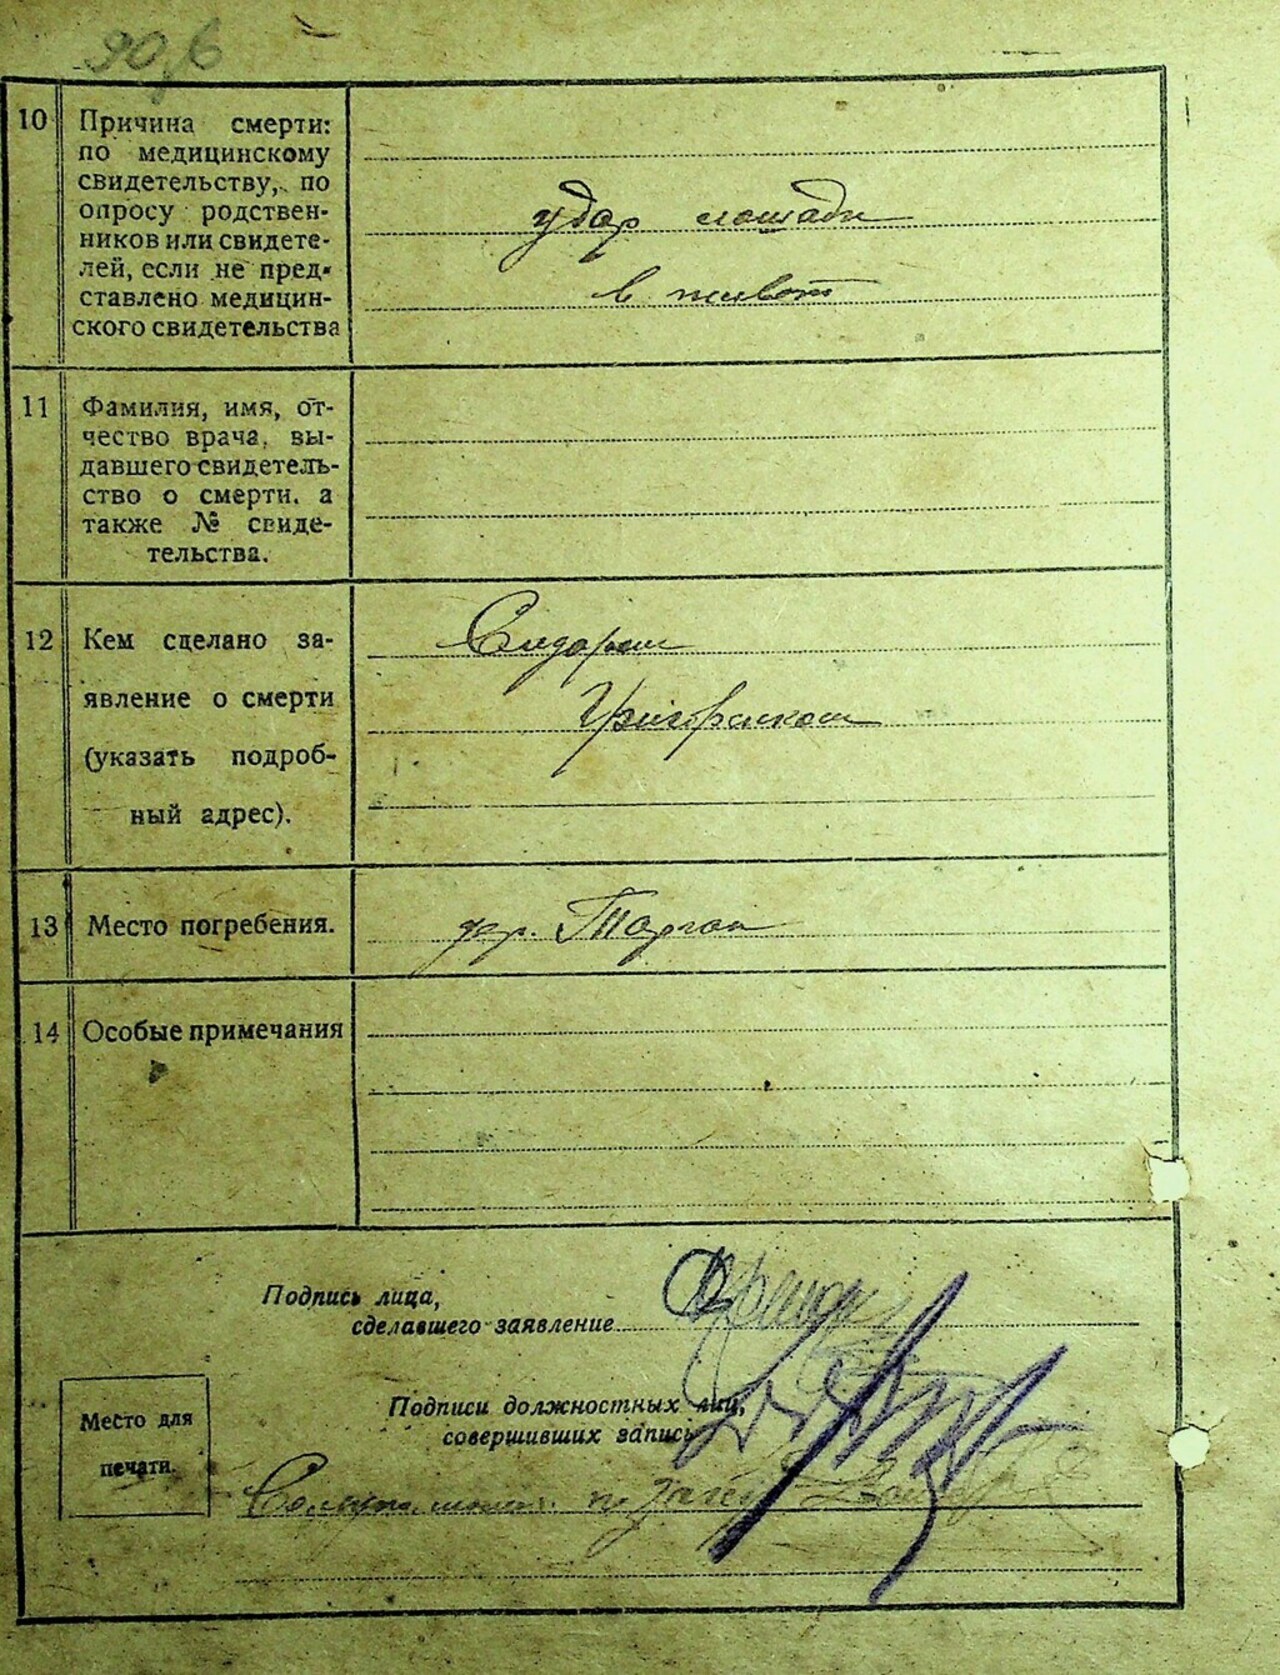 10
Причина смерти:
по медицинскому
свидетельству, по
опросу родствен-
ников или свидете-
лей, если не пред-
ставлено медицин-
ского свидетельства
удар лошади
в живот
11
Фамилия, имя, от-
чество врача, вы-
давшего свидетель-
ство о смерти, а
также № свиде-
тельства.
12
Кем сделано за-
явление о смерти
(указать подроб-
ный адрес).
13
Место погребения.
дер.
14
Особые примечания
Подпись лица,
сделавшего заявление
Подписи должностных лиц,
совершивших запись
Место для
печати.